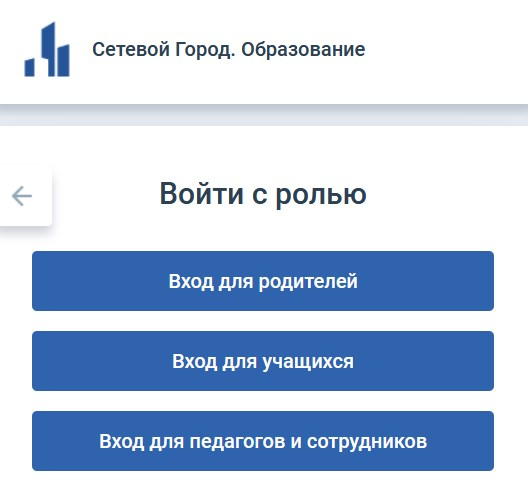 Сетевой Город. Образование
Войти с ролью
Вход для родителей
Вход для учащихся
Вход для педагогов и сотрудников